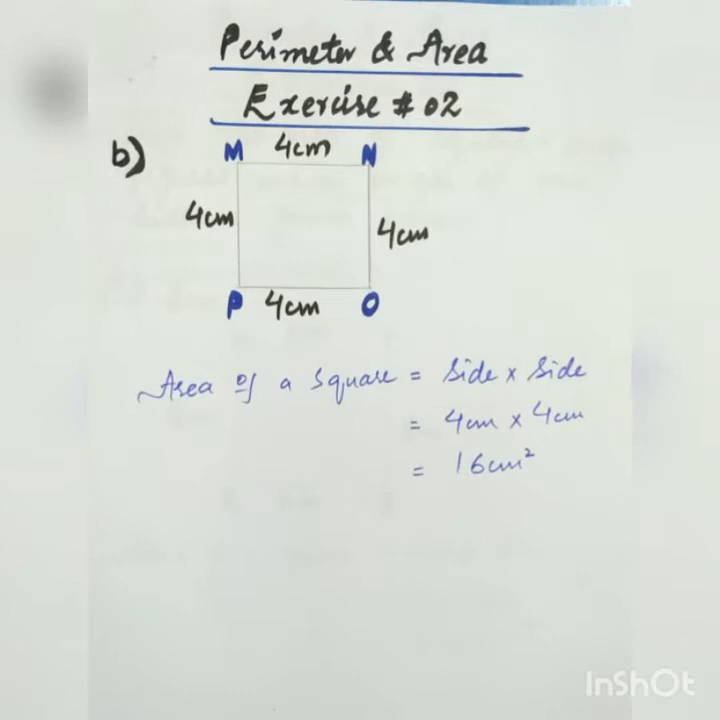 Perimeter & Area
Exercise # 02
b)
M 4cm N
4cm
4cm
P 4cm O
Area of a square = Side x Side
= 4cm x 4cm
= 16cm²
InShOt